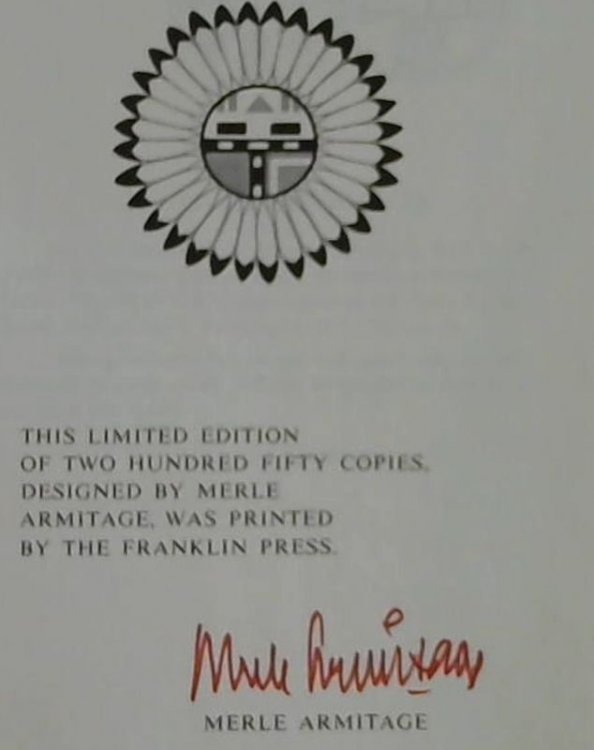 THIS LIMITED EDITION
OF TWO HUNDRED FIFTY COPIES,
DESIGNED BY MERLE
ARMITAGE, WAS PRINTED
BY THE FRANKLIN PRESS.
Merle Armitage
MERLE ARMITAGE